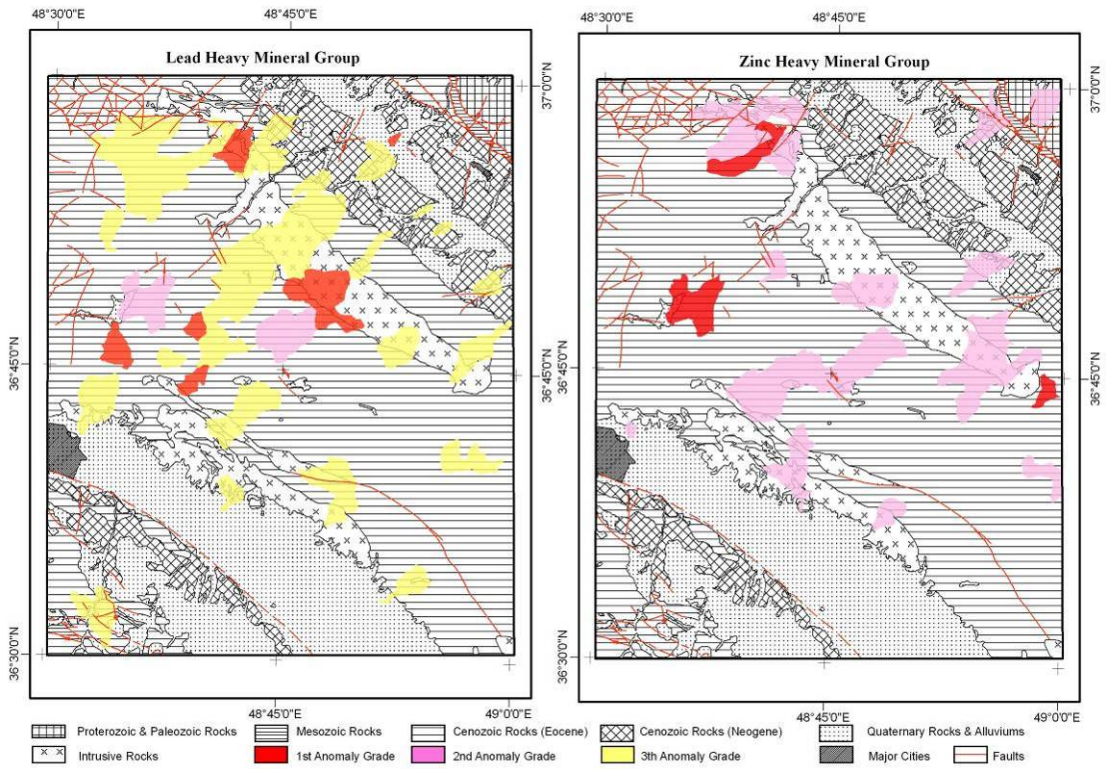 48°30'0"E 48°45'0"E 48°30'0"E 48°45'0"E
Lead Heavy Mineral Group
Zinc Heavy Mineral Group
37°0'0"N
37°0'0"N
36°45'0"N
36°45'0"N
36°45'0"N
36°45'0"N
36°30'0"N
36°30'0"N
48°45'0"E 49°0'0"E 48°45'0"E 49°0'0"E
Proterozoic & Paleozoic Rocks Mesozoic Rocks Cenozoic Rocks (Eocene) Cenozoic Rocks (Neogene) Quaternary Rocks & Alluviums
Intrusive Rocks 1st Anomaly Grade 2nd Anomaly Grade 3th Anomaly Grade Major Cities Faults